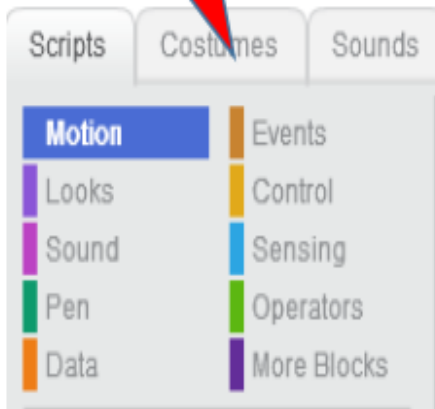 Scripts Costumes Sounds
Motion Events
Looks Control
Sound Sensing
Pen Operators
Data More Blocks